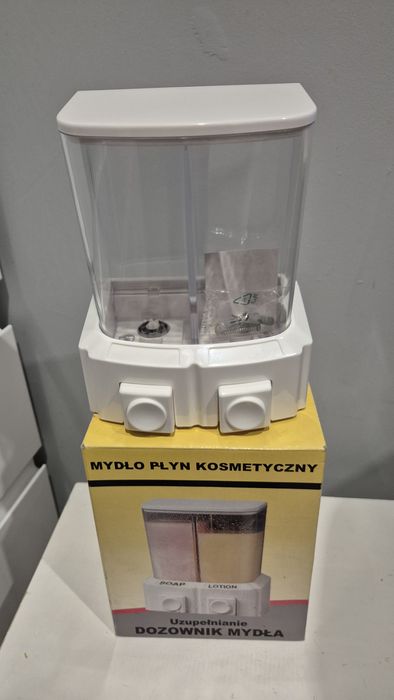 MYDŁO PŁYN KOSMETYCZNY
SOAP LOTION
Uzupełnianie
DOZOWNIK MYDŁA